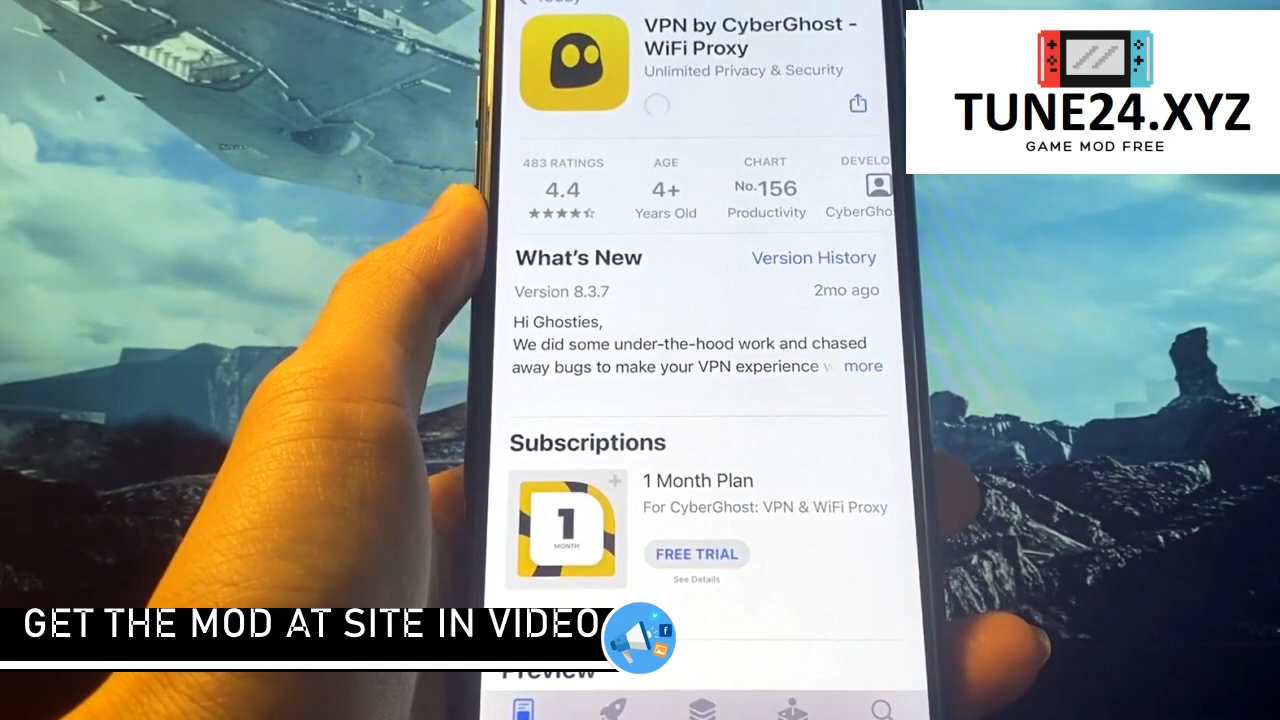 VPN by CyberGhost -
WiFi Proxy
Unlimited Privacy & Security
TUNE24.XYZ
GAME MOD FREE
483 RATINGS
4.4
AGE
4+
Years Old
CHART
No.156
Productivity
DEVELO
CyberGho
What's New
Version History
Version 8.3.7
2mo ago
Hi Ghosties,
We did some under-the-hood work and chased
away bugs to make your VPN experience
more
Subscriptions
1
MONTH
1 Month Plan
For CyberGhost: VPN & WiFi Proxy
FREE TRIAL
See Details
GET THE MOD AT SITE IN VIDEO
Preview